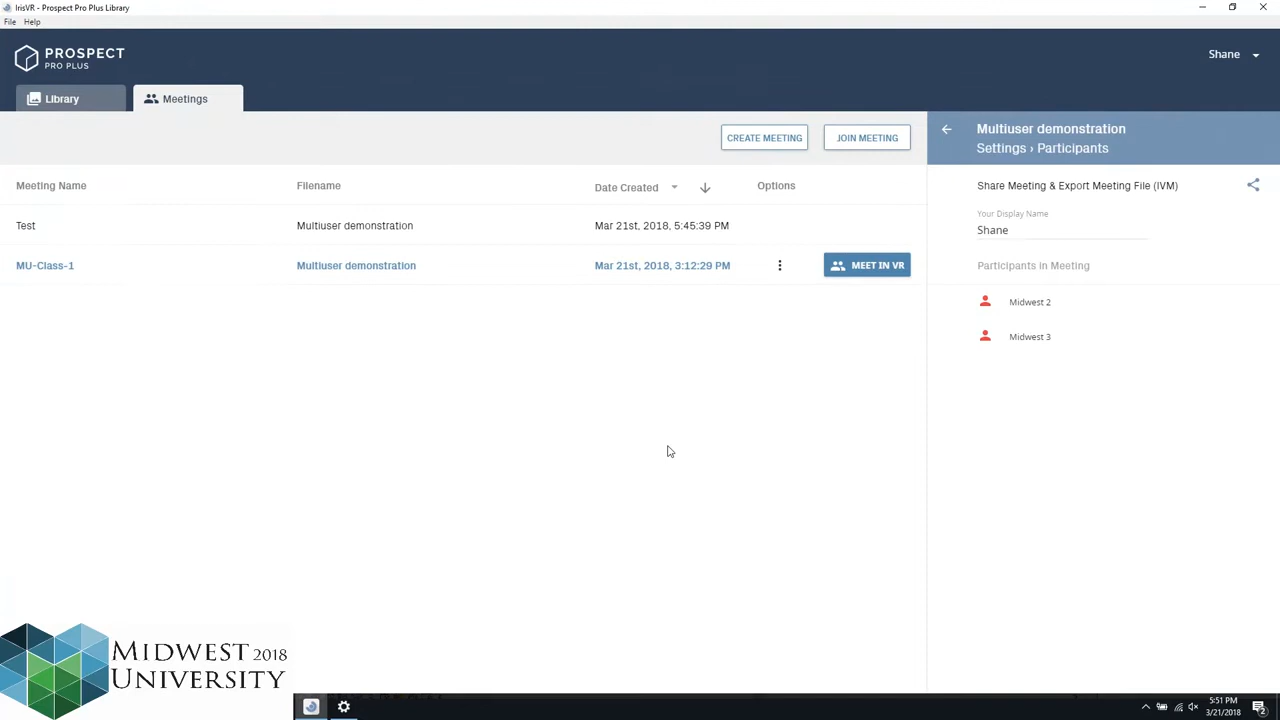 IrisVR - Prospect Pro Plus Library
File Help
PROSPECT
PRO PLUS
Shane
Library
Meetings
CREATE MEETING
JOIN MEETING
Multiuser demonstration
Settings › Participants
Meeting Name
Filename
Date Created
Options
Share Meeting & Export Meeting File (IVM)
Your Display Name
Shane
Test
Multiuser demonstration
Mar 21st, 2018, 5:45:39 PM
MU-Class-1
Multiuser demonstration
Mar 21st, 2018, 3:12:29 PM
MEET IN VR
Participants in Meeting
Midwest 2
Midwest 3
MIDWEST 2018
UNIVERSITY
5:51 PM
3/21/2018
2